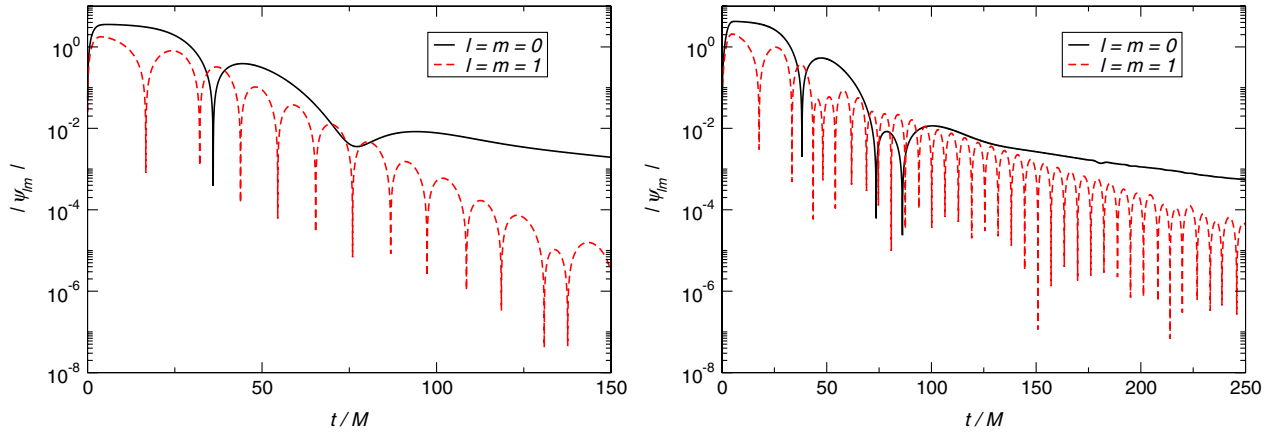 10^0
10^-2
10^-4
10^-6
10^-8
| ψ_lm |
0 50 100 150
t / M
l = m = 0
l = m = 1
10^0
10^-2
10^-4
10^-6
10^-8
| ψ_lm |
0 50 100 150 200 250
t / M
l = m = 0
l = m = 1